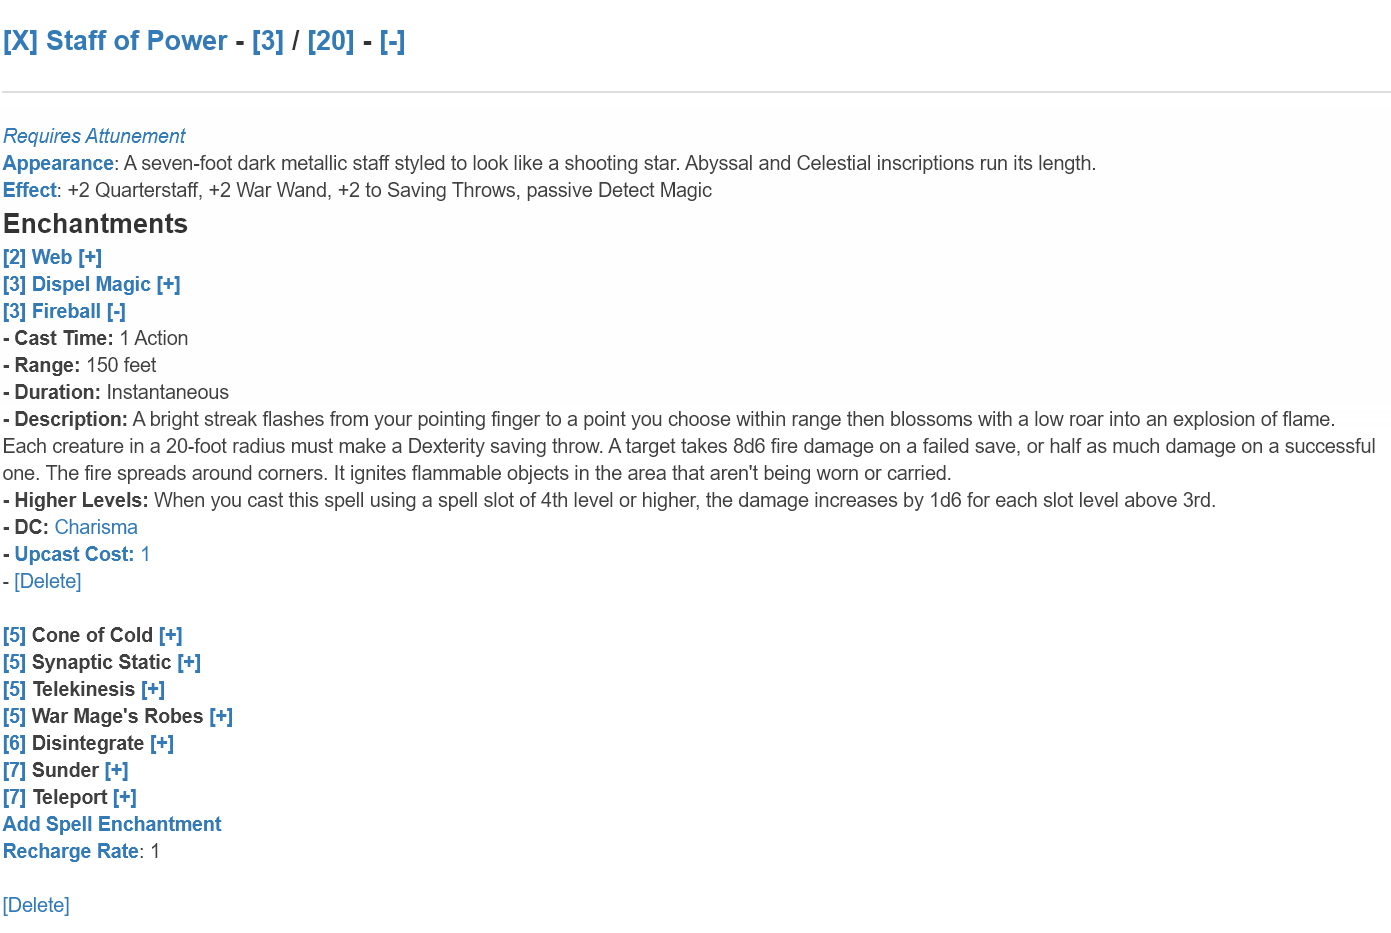 [X] Staff of Power - [3] / [20] - [-]
Requires Attunement
Appearance: A seven-foot dark metallic staff styled to look like a shooting star. Abyssal and Celestial inscriptions run its length.
Effect: +2 Quarterstaff, +2 War Wand, +2 to Saving Throws, passive Detect Magic
Enchantments
[2] Web [+]
[3] Dispel Magic [+]
[3] Fireball [-]
- Cast Time: 1 Action
- Range: 150 feet
- Duration: Instantaneous
- Description: A bright streak flashes from your pointing finger to a point you choose within range then blossoms with a low roar into an explosion of flame.
Each creature in a 20-foot radius must make a Dexterity saving throw. A target takes 8d6 fire damage on a failed save, or half as much damage on a successful
one. The fire spreads around corners. It ignites flammable objects in the area that aren't being worn or carried.
- Higher Levels: When you cast this spell using a spell slot of 4th level or higher, the damage increases by 1d6 for each slot level above 3rd.
- DC: Charisma
- Upcast Cost: 1
- [Delete]
[5] Cone of Cold [+]
[5] Synaptic Static [+]
[5] Telekinesis [+]
[5] War Mage's Robes [+]
[6] Disintegrate [+]
[7] Sunder [+]
[7] Teleport [+]
Add Spell Enchantment
Recharge Rate: 1
[Delete]